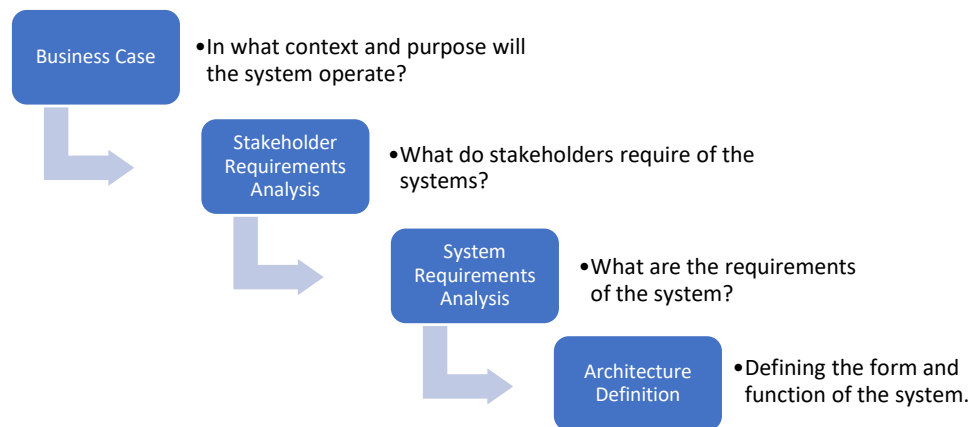 Business Case
•In what context and purpose will
the system operate?
Stakeholder
Requirements
Analysis
•What do stakeholders require of the
systems?
System
Requirements
Analysis
•What are the requirements
of the system?
Architecture
Definition
•Defining the form and
function of the system.